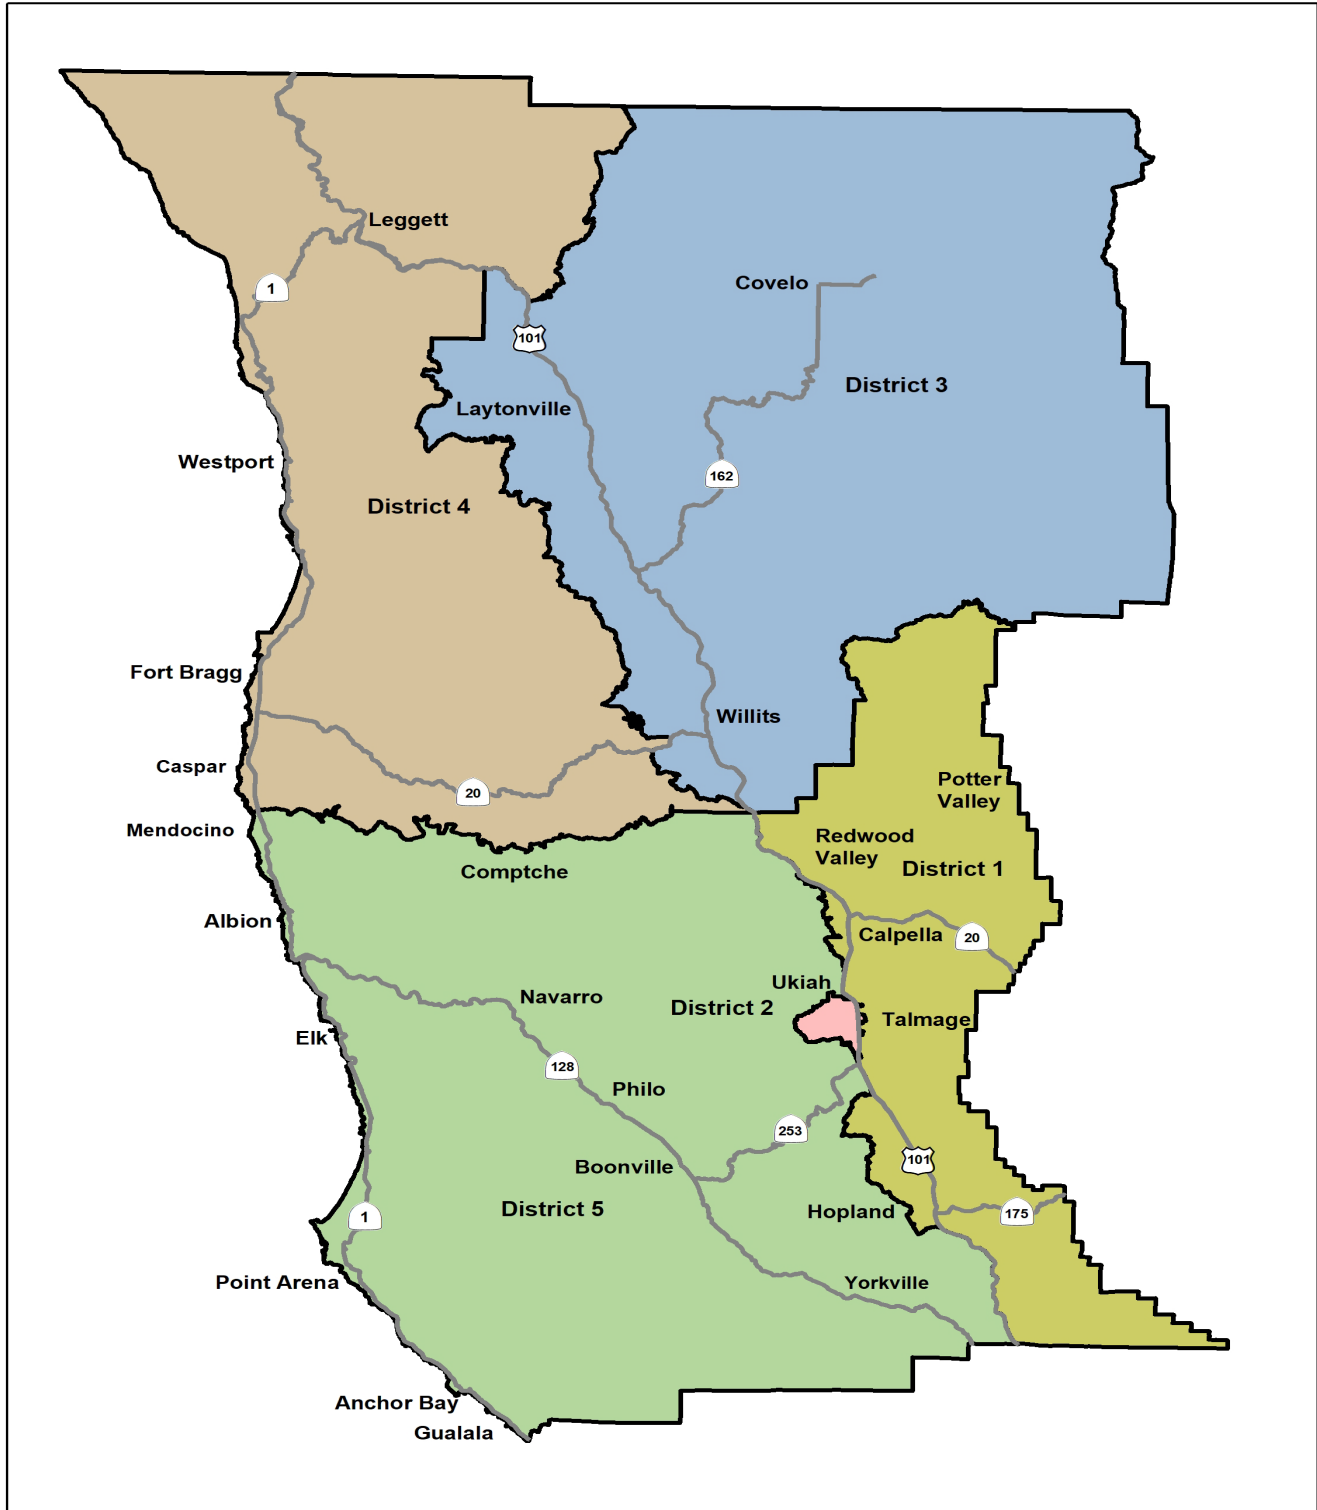 Leggett
Covelo
1
101
District 3
Laytonville
Westport
162
District 4
Fort Bragg
Willits
Caspar
Potter
Valley
20
Mendocino
Redwood
Valley
District 1
Comptche
Albion
Calpella
20
Ukiah
Navarro
District 2
Talmage
Elk
128
Philo
253
Boonville
101
District 5
Hopland
175
1
Point Arena
Yorkville
Anchor Bay
Gualala